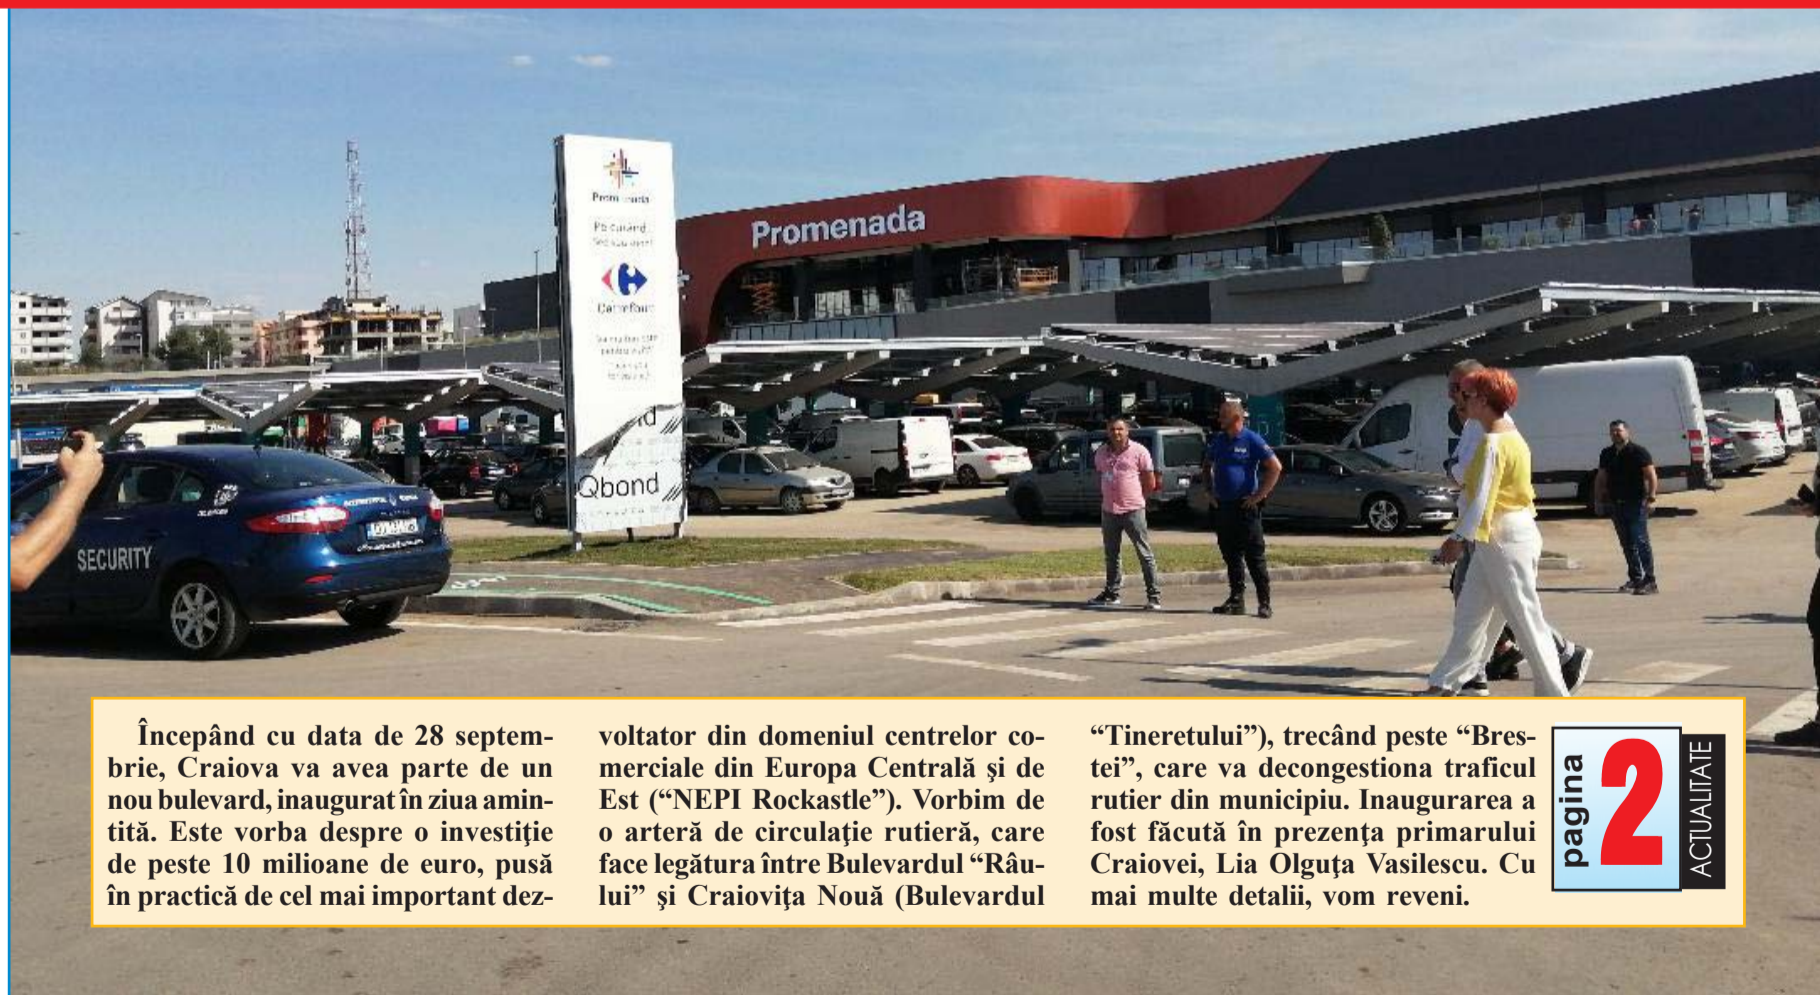 Promenada
Promenada
Pe curând
Carrefour
Qbond
SECURITY
Începând cu data de 28 septem-
brie, Craiova va avea parte de un
nou bulevard, inaugurat în ziua amin-
tită. Este vorba despre o investiţie
de peste 10 milioane de euro, pusă
în practică de cel mai important dez-
voltator din domeniul centrelor co-
merciale din Europa Centrală şi de
Est (“NEPI Rockastle”). Vorbim de
o arteră de circulaţie rutieră, care
face legătura între Bulevardul “Râu-
lui” şi Craioviţa Nouă (Bulevardul
“Tineretului”), trecând peste “Bres-
tei”, care va decongestiona traficul
rutier din municipiu. Inaugurarea a
fost făcută în prezenţa primarului
Craiovei, Lia Olguţa Vasilescu. Cu
mai multe detalii, vom reveni.
pagina
2
ACTUALITATE